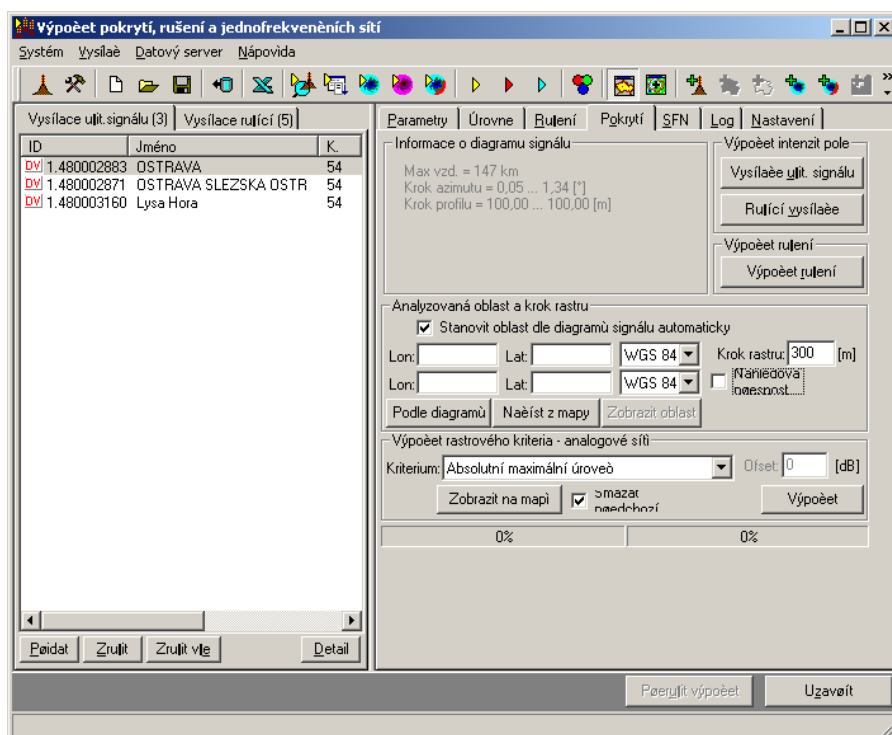 Výpoèet pokrytí, rušení a jednofrekvenèních sítí
Systém Vysílaè Datový server Nápovìda
Vysílace ulit.signálu (3) Vysílace rulící (5)
ID Jméno K.
DV 1.480002883 OSTRAVA 54
DV 1.480002871 OSTRAVA SLEZSKA OSTR 54
DV 1.480003160 Lysa Hora 54
Pøidat Zrulit Zrulit vle Detail
Parametry Úrovne Rulení Pokrytí SFN Log Nastavení
Informace o diagramu signálu
Max vzd. = 147 km
Krok azimutu = 0,05 ... 1,34 [°]
Krok profilu = 100,00 ... 100,00 [m]
Výpoèet intenzit pole
Vysílaèe ulit. signálu
Rulící vysílaèe
Výpoèet rulení
Výpoèet rulení
Analyzovaná oblast a krok rastru
Stanovit oblast dle diagramù signálu automaticky
Lon: Lat: WGS 84 Krok rastru: 300 [m]
Lon: Lat: WGS 84 Náhledová pøesnost....
Podle diagramù Naèíst z mapy Zobrazit oblast
Výpoèet rastrového kriteria - analogové sítì
Kriterium: Absolutní maximální úroveò Ofset: 0 [dB]
Zobrazit na mapì Smazat pøedchozí Výpoèet
0% 0%
Pøerulit výpoèet Uzavøít